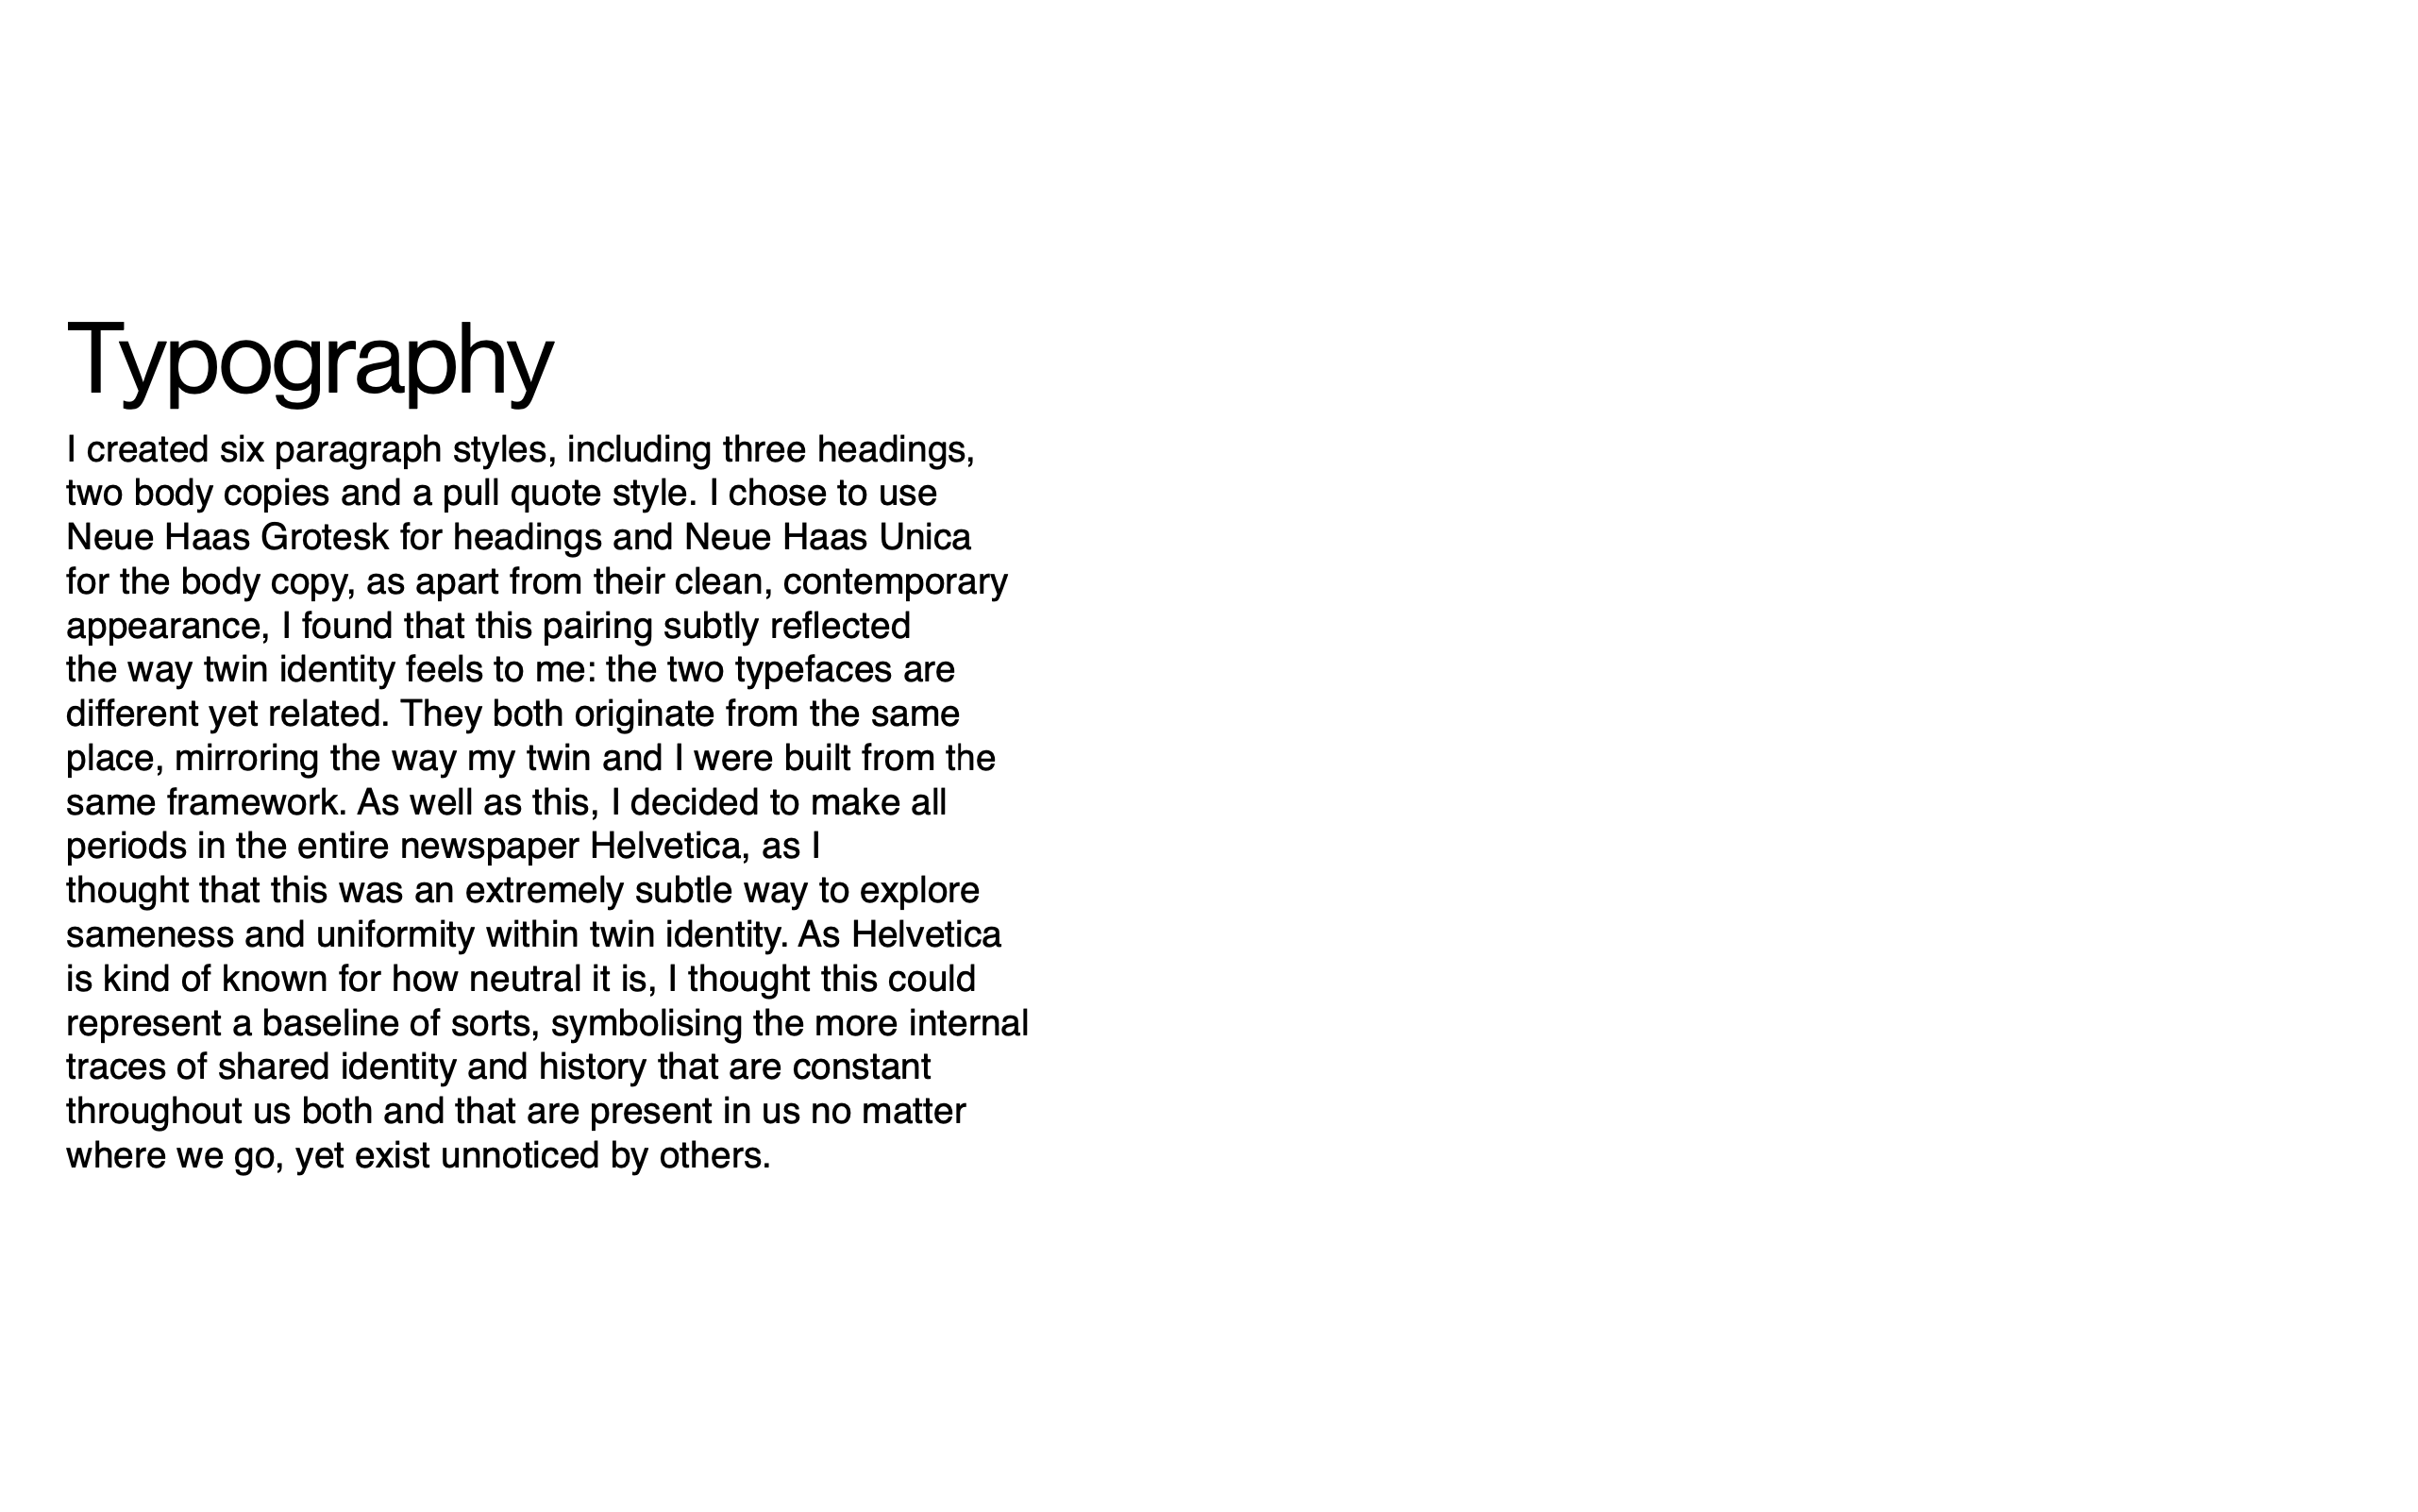 Typography
I created six paragraph styles, including three headings,
two body copies and a pull quote style. I chose to use
Neue Haas Grotesk for headings and Neue Haas Unica
for the body copy, as apart from their clean, contemporary
appearance, I found that this pairing subtly reflected
the way twin identity feels to me: the two typefaces are
different yet related. They both originate from the same
place, mirroring the way my twin and I were built from the
same framework. As well as this, I decided to make all
periods in the entire newspaper Helvetica, as I
thought that this was an extremely subtle way to explore
sameness and uniformity within twin identity. As Helvetica
is kind of known for how neutral it is, I thought this could
represent a baseline of sorts, symbolising the more internal
traces of shared identity and history that are constant
throughout us both and that are present in us no matter
where we go, yet exist unnoticed by others.